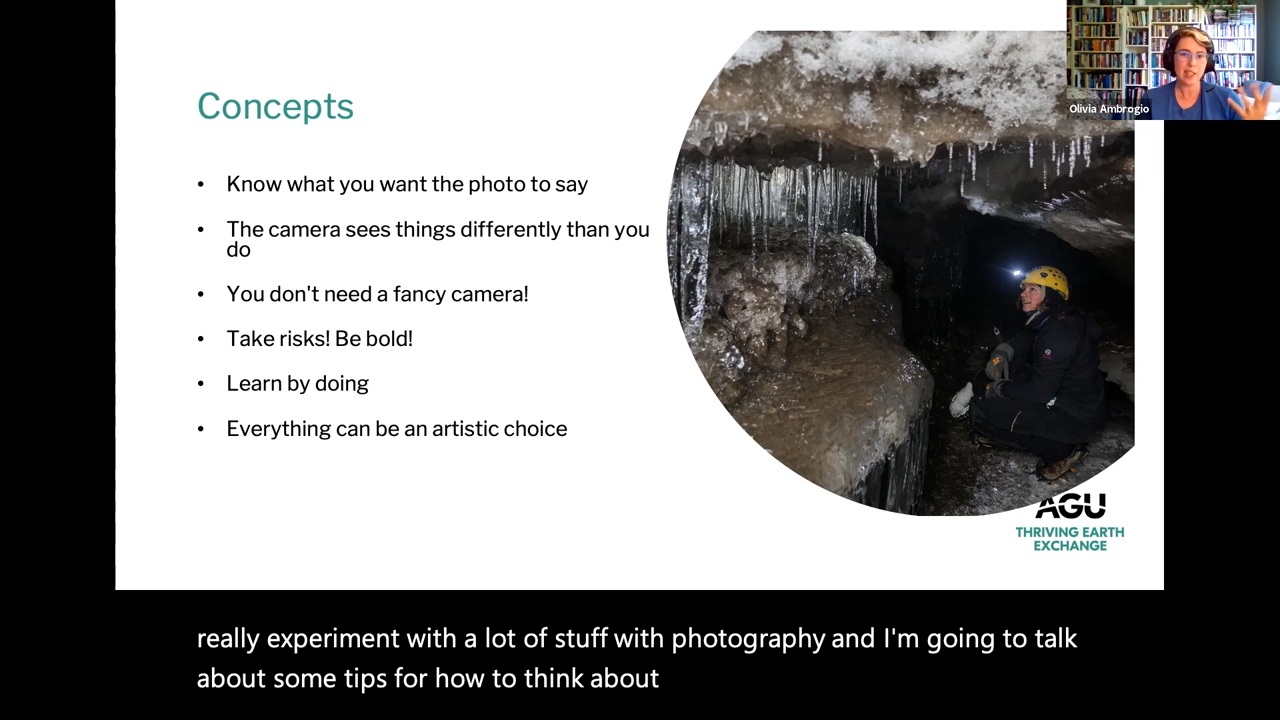 Concepts
Olivia Ambrogio
• Know what you want the photo to say
• The camera sees things differently than you
do
• You don't need a fancy camera!
• Take risks! Be bold!
• Learn by doing
• Everything can be an artistic choice
AGU
THRIVING EARTH
EXCHANGE
really experiment with a lot of stuff with photography and I'm going to talk
about some tips for how to think about